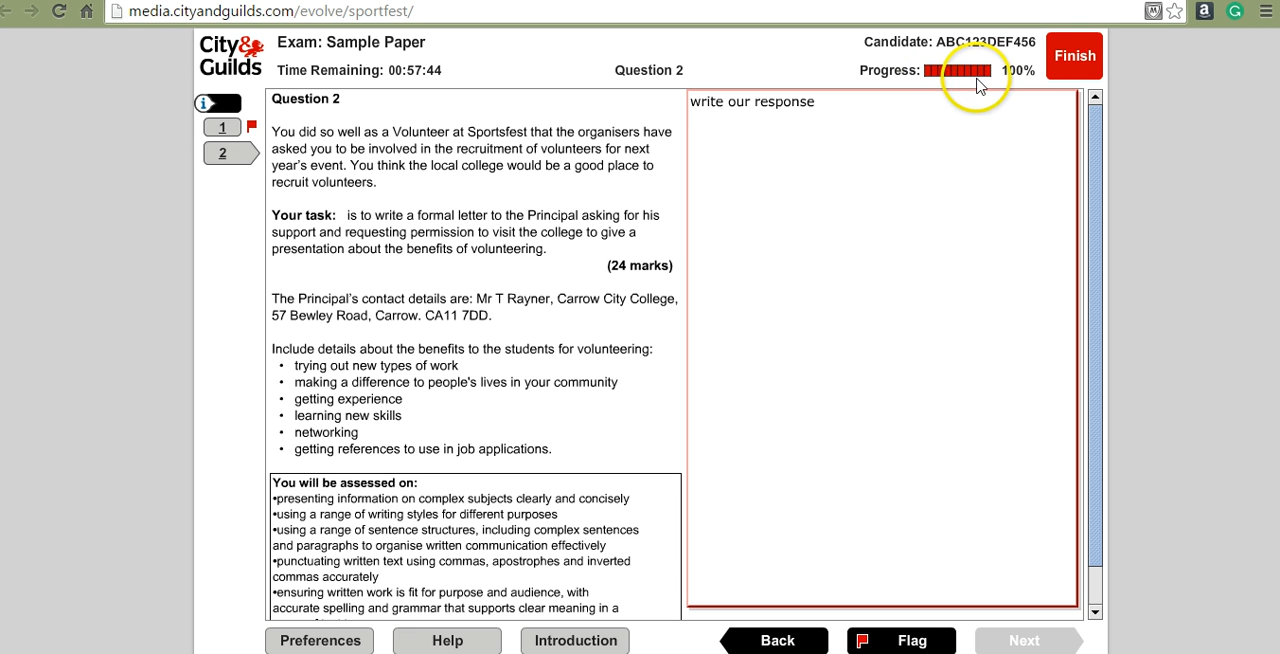 media.cityandguilds.com/evolve/sportfest/
City& Guilds
Exam: Sample Paper
Candidate: ABC123DEF456
Finish
Time Remaining: 00:57:44
Question 2
Progress: 100%
1
2
Question 2
You did so well as a Volunteer at Sportsfest that the organisers have
asked you to be involved in the recruitment of volunteers for next
year's event. You think the local college would be a good place to
recruit volunteers.
Your task: is to write a formal letter to the Principal asking for his
support and requesting permission to visit the college to give a
presentation about the benefits of volunteering.
(24 marks)
The Principal's contact details are: Mr T Rayner, Carrow City College,
57 Bewley Road, Carrow. CA11 7DD.
Include details about the benefits to the students for volunteering:
• trying out new types of work
• making a difference to people's lives in your community
• getting experience
• learning new skills
• networking
• getting references to use in job applications.
You will be assessed on:
•presenting information on complex subjects clearly and concisely
•using a range of writing styles for different purposes
•using a range of sentence structures, including complex sentences
and paragraphs to organise written communication effectively
•punctuating written text using commas, apostrophes and inverted
commas accurately
•ensuring written work is fit for purpose and audience, with
accurate spelling and grammar that supports clear meaning in a
write our response
Preferences
Help
Introduction
Back
Flag
Next